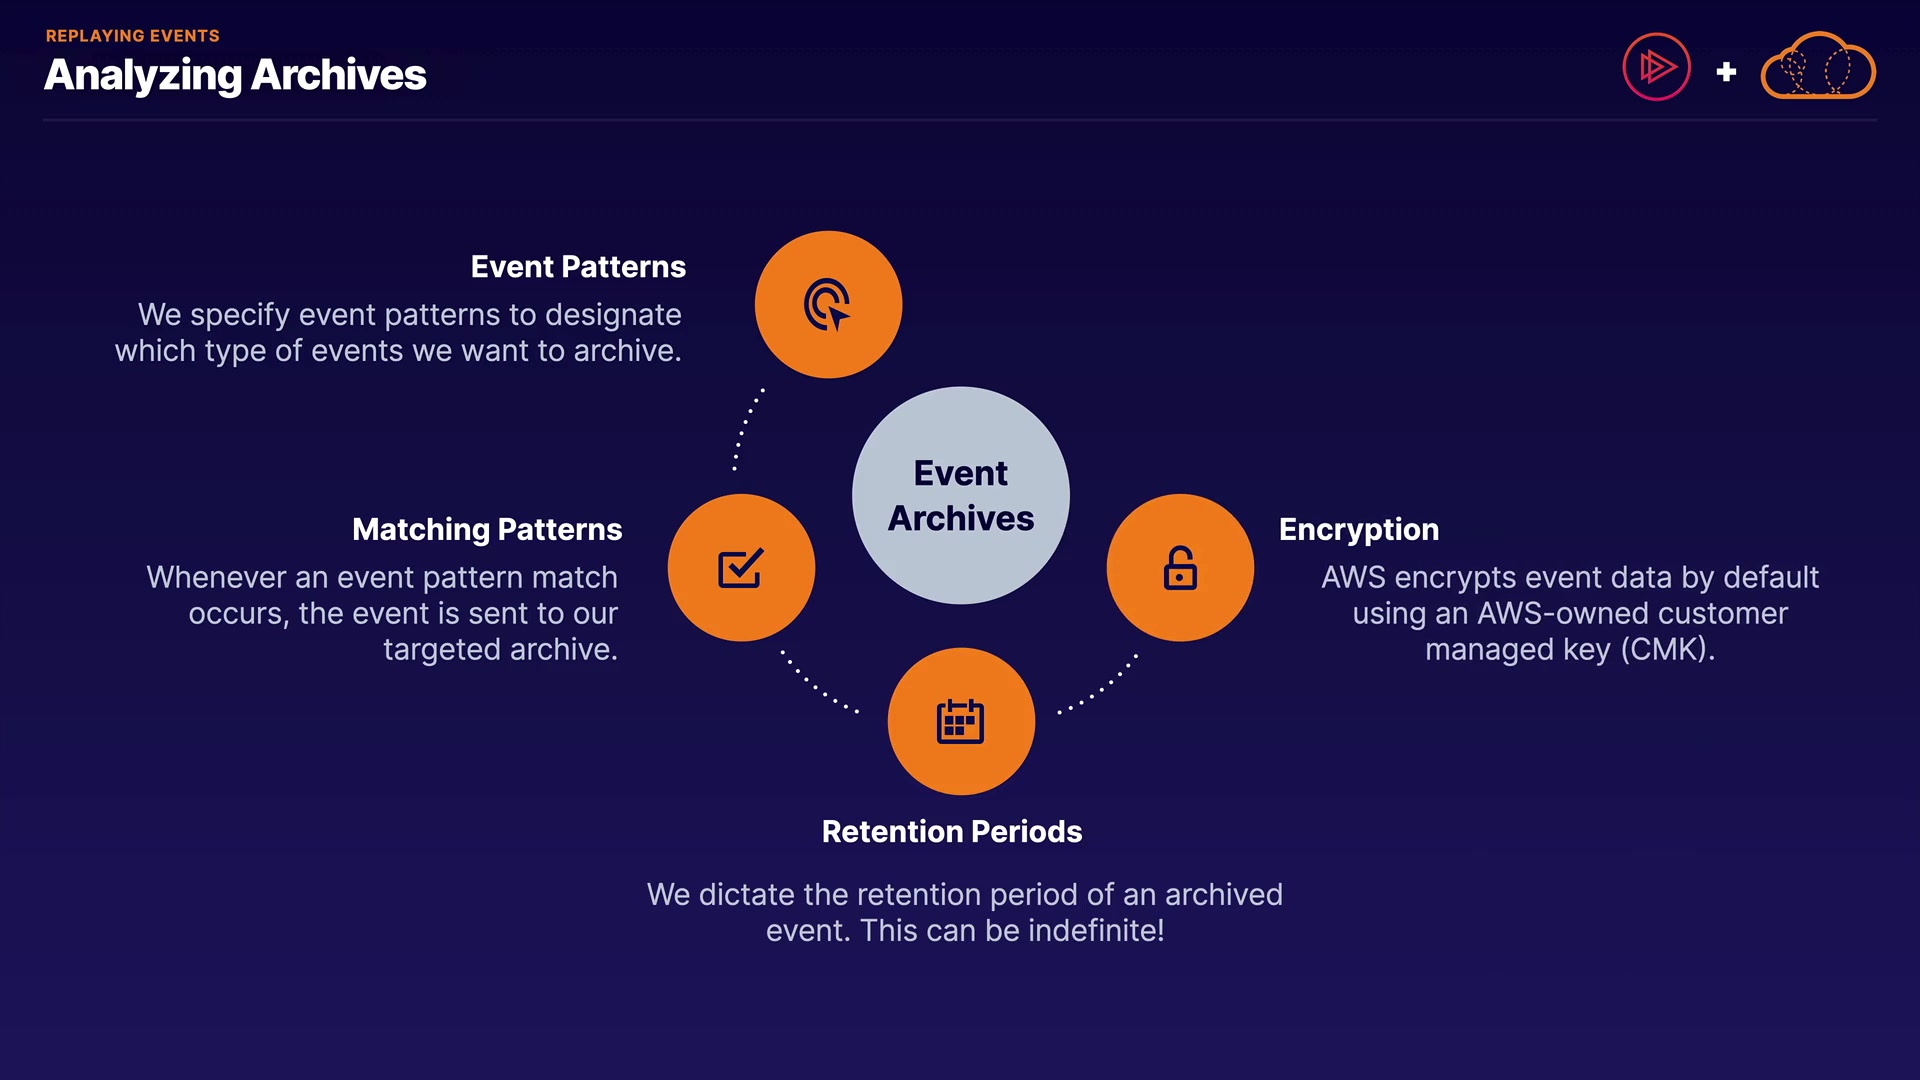 REPLAYING EVENTS
Analyzing Archives
Event Patterns
We specify event patterns to designate
which type of events we want to archive.
Event
Archives
Matching Patterns
Whenever an event pattern match
occurs, the event is sent to our
targeted archive.
Encryption
AWS encrypts event data by default
using an AWS-owned customer
managed key (CMK).
Retention Periods
We dictate the retention period of an archived
event. This can be indefinite!